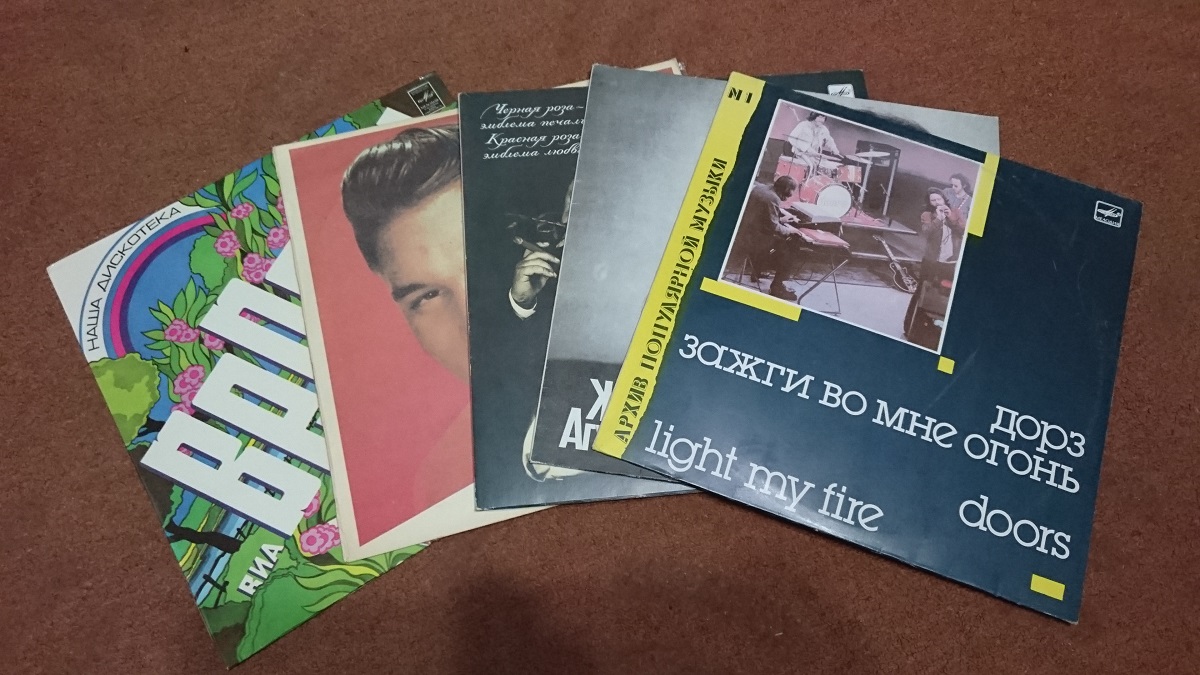 НАША ДИСКОТЕКА
ВИА
Черная роза -
эмблема печали
Красная роза
эмблема любви
К
АП
№1
АРХИВ ПОПУЛЯРНОЙ МУЗЫКИ
дорз
зажги во мне огонь
light my fire
doors